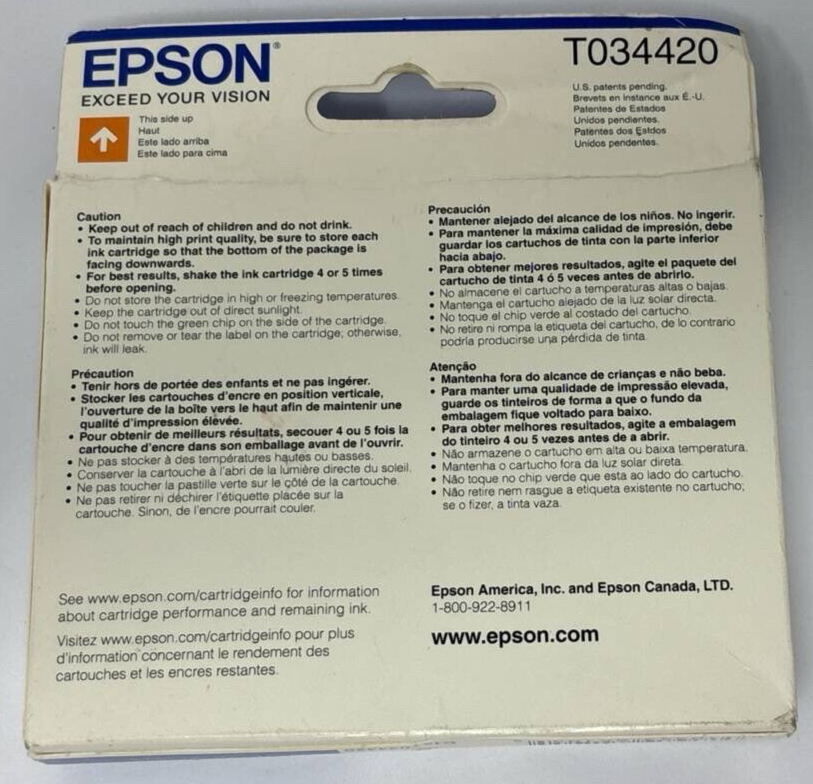 EPSON®
EXCEED YOUR VISION
T034420
This side up
Haut
Este lado arriba
Este lado para cima
U.S. patents pending.
Brevets en instance aux É.-U.
Patentes de Estados
Unidos pendientes.
Patentes dos Estdos
Unidos pendentes.
Caution
• Keep out of reach of children and do not drink.
• To maintain high print quality, be sure to store each
ink cartridge so that the bottom of the package is
facing downwards.
• For best results, shake the ink cartridge 4 or 5 times
before opening.
• Do not store the cartridge in high or freezing temperatures.
• Keep the cartridge out of direct sunlight.
• Do not touch the green chip on the side of the cartridge.
• Do not remove or tear the label on the cartridge; otherwise,
ink will leak.
Précaution
• Tenir hors de portée des enfants et ne pas ingérer.
• Stocker les cartouches d'encre en position verticale,
l'ouverture de la boîte vers le haut afin de maintenir une
qualité d'impression élevée.
• Pour obtenir de meilleurs résultats, secouer 4 ou 5 fois la
cartouche d'encre dans son emballage avant de l'ouvrir.
• Ne pas stocker à des températures hautes ou basses.
• Conserver la cartouche à l'abri de la lumière directe du soleil.
• Ne pas toucher la pastille verte sur le côté de la cartouche.
• Ne pas retirer ni déchirer l'étiquette placée sur la
cartouche. Sinon, de l'encre pourrait couler.
Precaución
• Mantener alejado del alcance de los niños. No ingerir.
• Para mantener la máxima calidad de impresión, debe
guardar los cartuchos de tinta con la parte inferior
hacia abajo.
• Para obtener mejores resultados, agite el paquete del
cartucho de tinta 4 ó 5 veces antes de abrirlo.
• No almacene el cartucho a temperaturas altas o bajas.
• Mantenga el cartucho alejado de la luz solar directa.
• No toque el chip verde al costado del cartucho.
• No retire ni rompa la etiqueta del cartucho, de lo contrario
podría producirse una pérdida de tinta.
Atenção
• Mantenha fora do alcance de crianças e não beba.
• Para manter uma qualidade de impressão elevada,
guarde os tinteiros de forma a que o fundo da
embalagem fique voltado para baixo.
• Para obter melhores resultados, agite a embalagem
do tinteiro 4 ou 5 vezes antes de a abrir.
• Não armazene o cartucho em alta ou baixa temperatura.
• Mantenha o cartucho fora da luz solar direta.
• Não toque no chip verde que esta ao lado do cartucho.
• Não retire nem rasgue a etiqueta existente no cartucho;
se o fizer, a tinta vaza.
See www.epson.com/cartridgeinfo for information
about cartridge performance and remaining ink.
Visitez www.epson.com/cartridgeinfo pour plus
d'information concernant le rendement des
cartouches et les encres restantes.
Epson America, Inc. and Epson Canada, LTD.
1-800-922-8911
www.epson.com